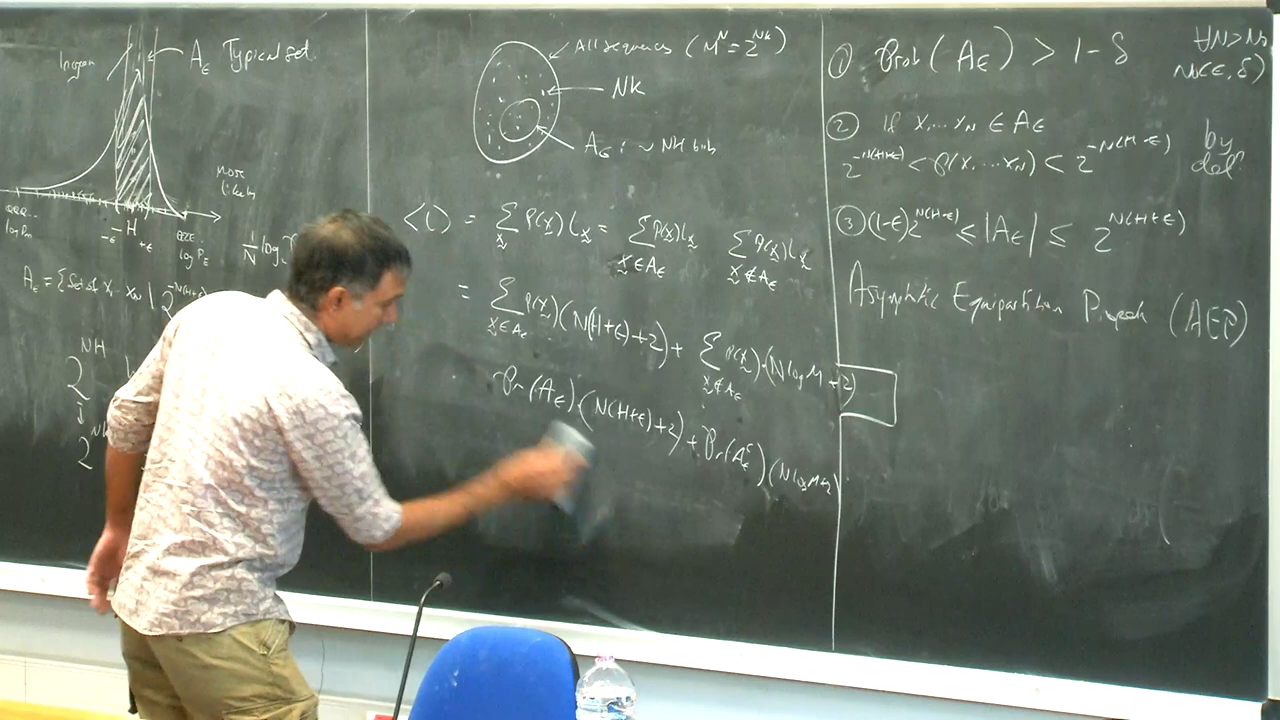 A_ε Typical set.
More likely
-ε -H +ε
log P_m
log P_E
1/N log
A_ε = {Set of x_1 ... x_N | 2^{-N(H+ε)}
2^{NH}
↓
All sequences (M^N = 2^{NK})
NK
A_ε : ~ NH bits
⟨L⟩ = Σ_x P(x) L_x = Σ_{x∈A_ε} P(x) L_x Σ_{x∉A_ε} P(x) L_x
= Σ_{x∈A_ε} P(x)(N(H+ε)+2) + Σ_{x∉A_ε} P(x)·(N log M + 2)
Pr(A_ε)·(N(H+ε)+2) + Pr(A_ε^c)(N log M+2)
① Prob(A_ε) > 1-δ ∀N>N_0
N_0(ε, δ)
② if x_1 ... x_N ∈ A_ε
2^{-N(H+ε)} < P(x_1 ... x_N) < 2^{-N(H-ε)} by def.
③ (1-ε)2^{N(H-ε)} ≤ |A_ε| ≤ 2^{N(H+ε)}
Asymptotic Equipartition (AEP)